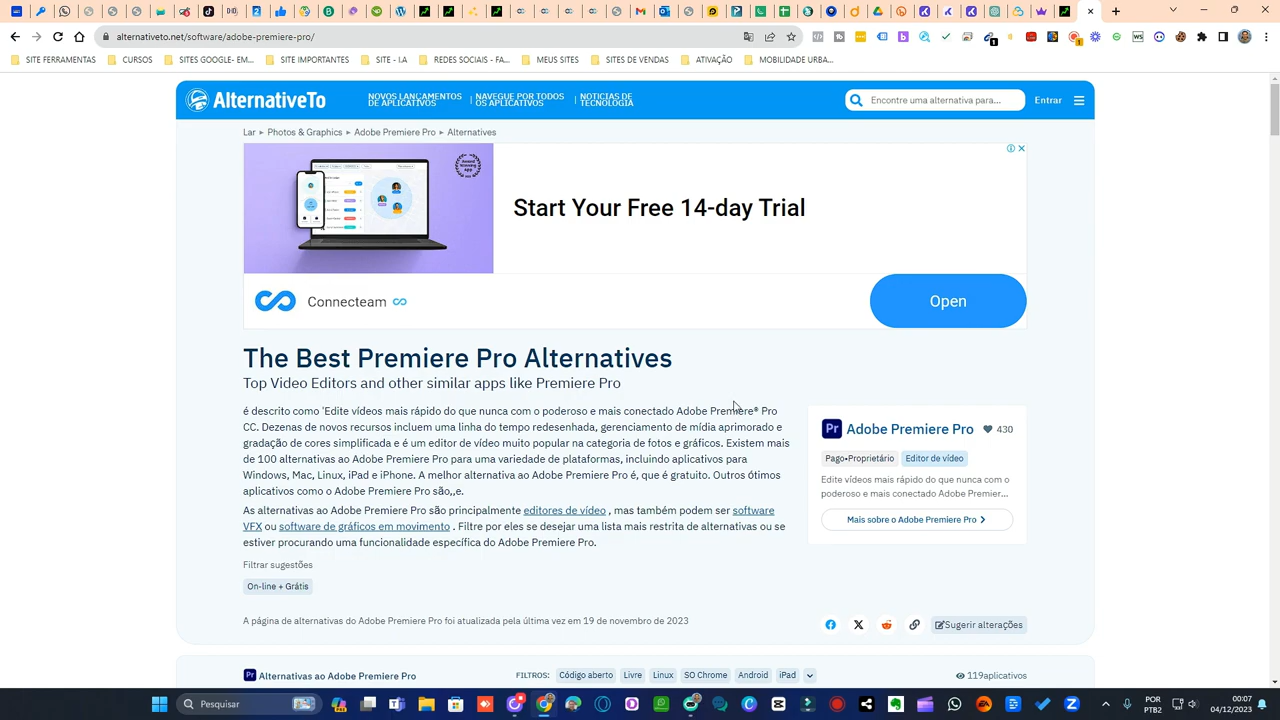 alternativeto.net/software/adobe-premiere-pro/
SITE FERRAMENTAS
CURSOS
SITES GOOGLE- EM...
SITE IMPORTANTES
SITE - I.A
REDES SOCIAIS - FA...
MEUS SITES
SITES DE VENDAS
ATIVAÇÃO
MOBILIDADE URBA...
AlternativeTo
NOVOS LANÇAMENTOS DE APLICATIVOS
NAVEGUE POR TODOS OS APLICATIVOS
NOTICIAS DE TECNOLOGIA
Encontre uma alternativa para...
Entrar
Lar ▸ Photos & Graphics ▸ Adobe Premiere Pro ▸ Alternatives
Start Your Free 14-day Trial
Connecteam
Open
The Best Premiere Pro Alternatives
Top Video Editors and other similar apps like Premiere Pro
é descrito como 'Edite vídeos mais rápido do que nunca com o poderoso e mais conectado Adobe Premiere® Pro
CC. Dezenas de novos recursos incluem uma linha do tempo redesenhada, gerenciamento de mídia aprimorado e
gradação de cores simplificada e é um editor de vídeo muito popular na categoria de fotos e gráficos. Existem mais
de 100 alternativas ao Adobe Premiere Pro para uma variedade de plataformas, incluindo aplicativos para
Windows, Mac, Linux, iPad e iPhone. A melhor alternativa ao Adobe Premiere Pro é, que é gratuito. Outros ótimos
aplicativos como o Adobe Premiere Pro são,,e.
As alternativas ao Adobe Premiere Pro são principalmente editores de vídeo , mas também podem ser software
VFX ou software de gráficos em movimento . Filtre por eles se desejar uma lista mais restrita de alternativas ou se
estiver procurando uma funcionalidade específica do Adobe Premiere Pro.
Filtrar sugestões
On-line + Grátis
A página de alternativas do Adobe Premiere Pro foi atualizada pela última vez em 19 de novembro de 2023
Sugerir alterações
Pr Adobe Premiere Pro 430
Pago•Proprietário
Editor de vídeo
Edite vídeos mais rápido do que nunca com o
poderoso e mais conectado Adobe Premier...
Mais sobre o Adobe Premiere Pro
Pr Alternativas ao Adobe Premiere Pro
FILTROS: Código aberto Livre Linux SO Chrome Android iPad
119aplicativos
Pesquisar
POR
PTB2
00:07
04/12/2023